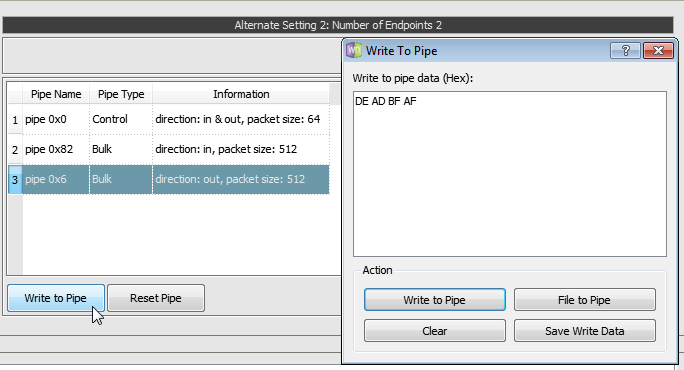 Alternate Setting 2: Number of Endpoints 2
Pipe Name Pipe Type Information
1 pipe 0x0 Control direction: in & out, packet size: 64
2 pipe 0x82 Bulk direction: in, packet size: 512
3 pipe 0x6 Bulk direction: out, packet size: 512
Write to Pipe Reset Pipe
Write To Pipe
Write to pipe data (Hex):
DE AD BF AF
Action
Write to Pipe File to Pipe
Clear Save Write Data